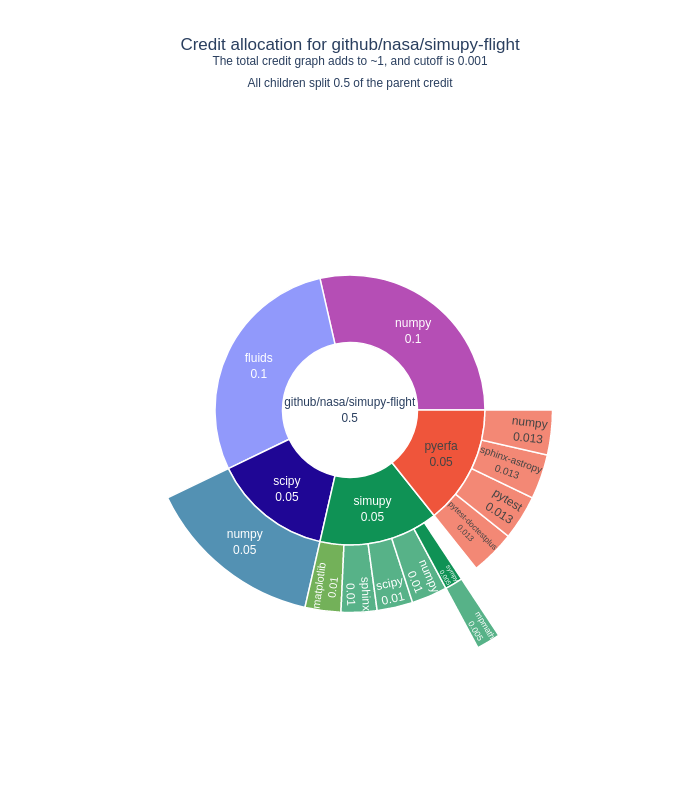 Credit allocation for github/nasa/simupy-flight
The total credit graph adds to ~1, and cutoff is 0.001
All children split 0.5 of the parent credit
numpy
0.1
fluids
0.1
github/nasa/simupy-flight
0.5
pyerfa
0.05
scipy
0.05
simupy
0.05
numpy
0.013
sphinx-astropy
0.013
pytest
0.013
pytest-doctestplus
0.013
numpy
0.05
matplotlib
0.01
sphinx
0.01
scipy
0.01
numpy
0.01
sympy
mpmath
0.005